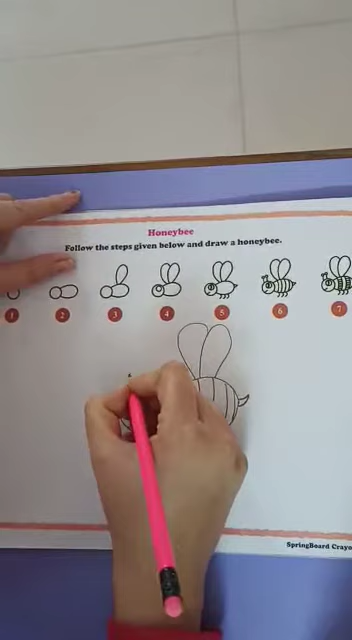 Honeybee
Follow the steps given below and draw a honeybee.
1 2 3 4 5 6 7
SpringBoard Crayo